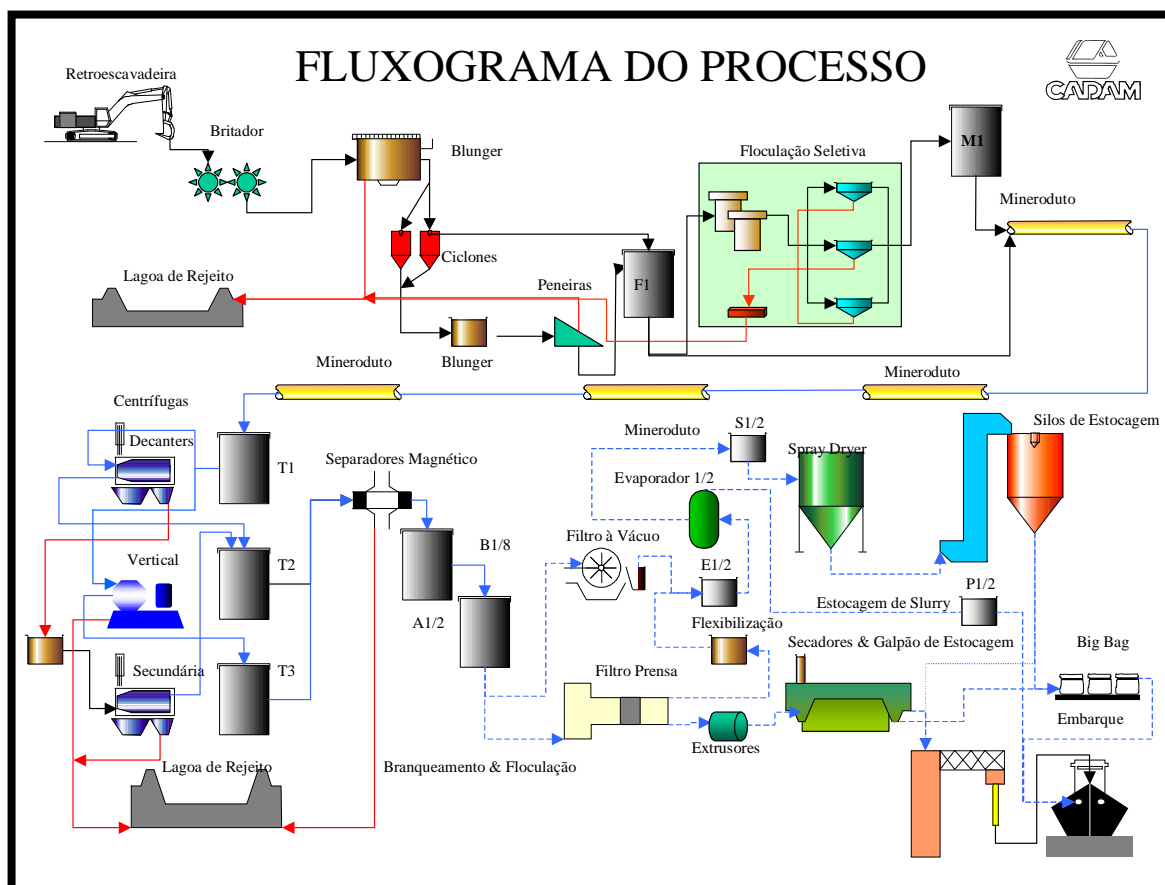 FLUXOGRAMA DO PROCESSO
CADAM
Retroescavadeira
Britador
Blunger
Floculação Seletiva
M1
Mineroduto
Ciclones
Lagoa de Rejeito
Peneiras
F1
Blunger
Mineroduto
Mineroduto
Centrífugas
Decanters
T1
Separadores Magnético
Mineroduto
S1/2
Spray Dryer
Silos de Estocagem
Evaporador 1/2
Vertical
T2
B1/8
Filtro à Vácuo
E1/2
P1/2
A1/2
Estocagem de Slurry
Flexibilização
Secundária
T3
Filtro Prensa
Secadores & Galpão de Estocagem
Big Bag
Embarque
Extrusores
Lagoa de Rejeito
Branqueamento & Floculação